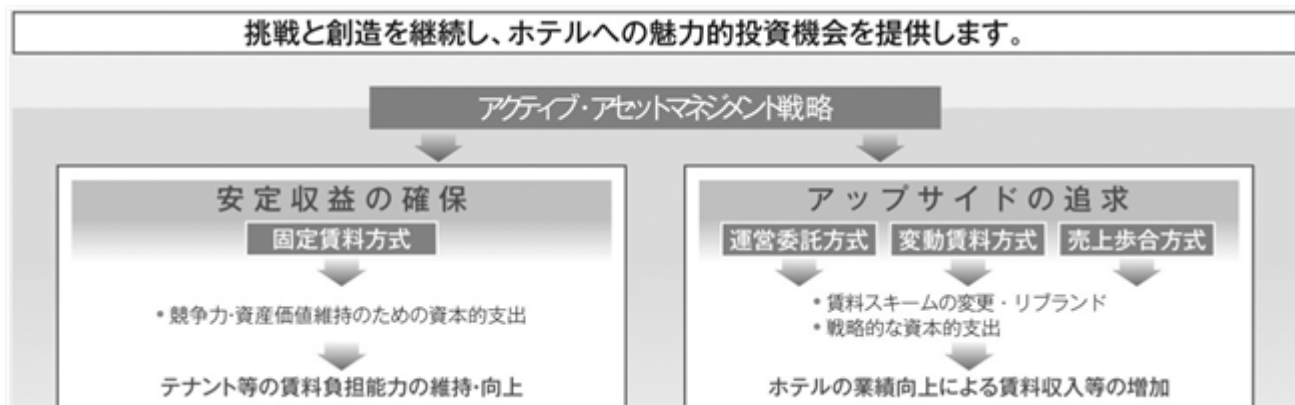 挑戦と創造を継続し、ホテルへの魅力的投資機会を提供します。
アクティブ・アセットマネジメント戦略
安定収益の確保
固定賃料方式
• 競争力・資産価値維持のための資本的支出
テナント等の賃料負担能力の維持・向上
アップサイドの追求
運営委託方式 変動賃料方式 売上歩合方式
• 賃料スキームの変更・リブランド
• 戦略的な資本的支出
ホテルの業績向上による賃料収入等の増加